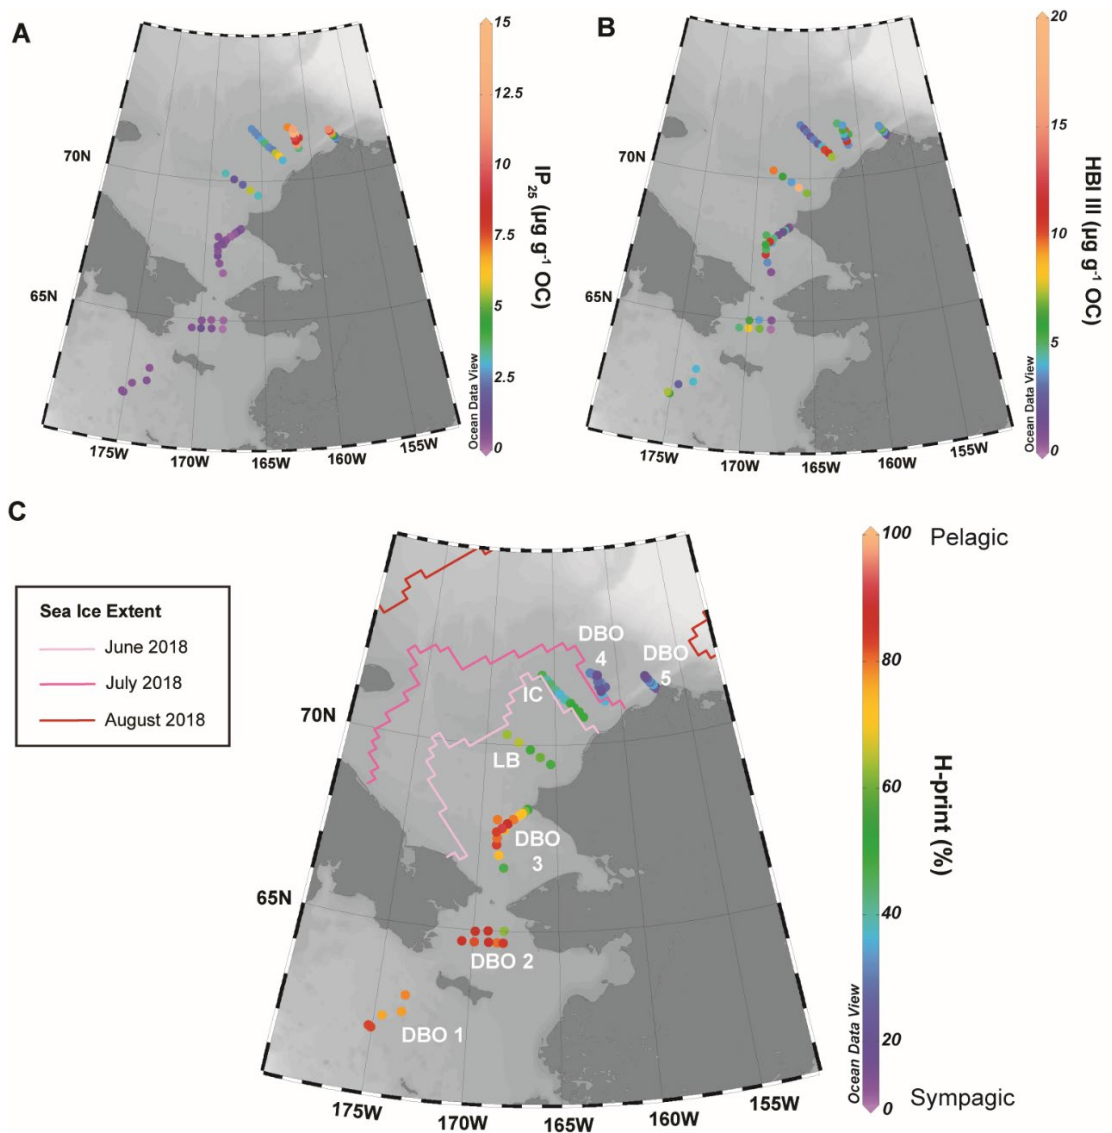 A
70N
65N
175W
170W
165W
160W
155W
15
12.5
10
7.5
5
2.5
0
IP 25 (µg g-1 OC)
Ocean Data View
B
70N
65N
175W
170W
165W
160W
155W
20
15
10
5
0
HBI III (µg g-1 OC)
Ocean Data View
C
Sea Ice Extent
June 2018
July 2018
August 2018
70N
65N
175W
170W
165W
160W
155W
DBO
4
DBO
5
IC
LB
DBO
3
DBO 2
DBO 1
100
80
60
40
20
0
Pelagic
Sympagic
H-print (%)
Ocean Data View